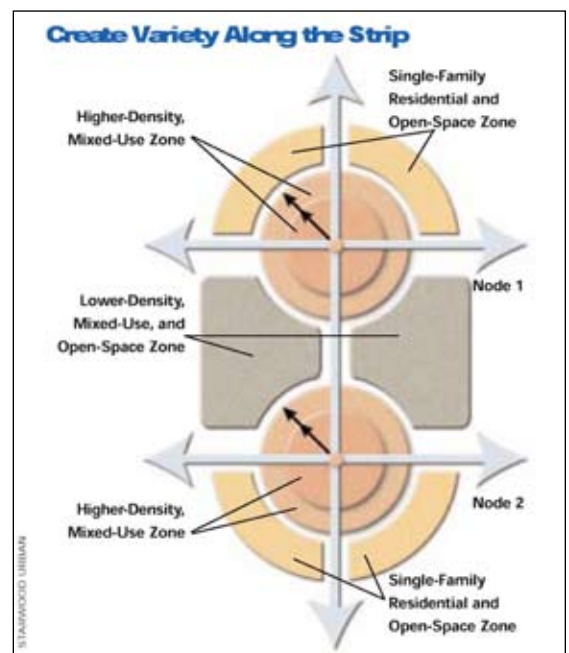 Create Variety Along the Strip
Single-Family
Residential and
Open-Space Zone
Higher-Density,
Mixed-Use Zone
Node 1
Lower-Density,
Mixed-Use, and
Open-Space Zone
Node 2
Higher-Density,
Mixed-Use Zone
Single-Family
Residential and
Open-Space Zone
STARWOOD URBAN